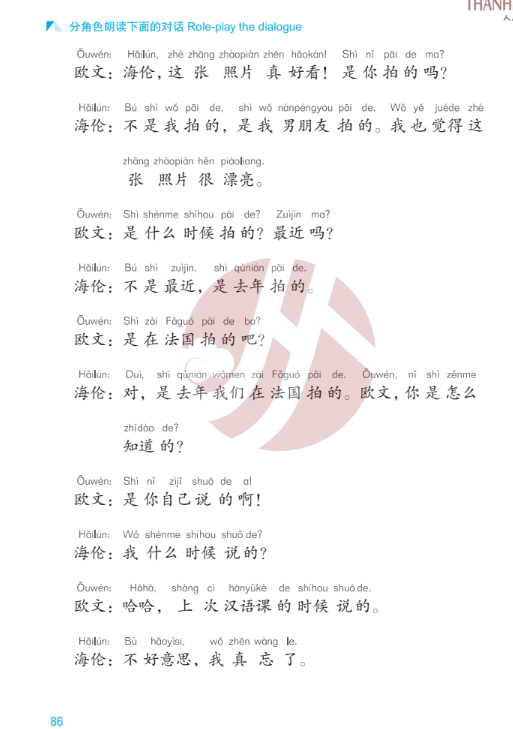 THANH
人
分角色朗读下面的对话 Role-play the dialogue
Ōuwén: Hǎilún, zhè zhāng zhàopiàn zhēn hǎokàn! Shì nǐ pāi de ma?
欧文：海伦，这 张 照片 真 好看！是 你 拍 的 吗？
Hǎilún: Bú shì wǒ pāi de, shì wǒ nánpéngyou pāi de. Wǒ yě juéde zhè
海伦：不 是 我 拍 的，是 我 男朋友 拍 的。我 也 觉得 这
zhāng zhàopiàn hěn piàoliang.
张 照片 很 漂亮。
Ōuwén: Shì shénme shíhou pāi de? Zuìjìn ma?
欧文：是 什么 时候 拍 的？最近 吗？
Hǎilún: Bú shì zuìjìn, shì qùnián pāi de.
海伦：不 是 最近，是 去年 拍 的。
Ōuwén: Shì zài Fǎguó pāi de ba?
欧文：是 在 法国 拍 的 吧？
Hǎilún: Duì, shì qùnián wǒmen zài Fǎguó pāi de. Ōuwén, nǐ shì zěnme
海伦：对，是 去年 我们 在 法国 拍 的。欧文，你 是 怎么
zhīdào de?
知道 的？
Ōuwén: Shì nǐ zìjǐ shuō de a!
欧文：是 你 自己 说 的 啊！
Hǎilún: Wǒ shénme shíhou shuō de?
海伦：我 什么 时候 说 的？
Ōuwén: Hāhā, shàng cì hànyǔkè de shíhou shuō de.
欧文：哈哈，上 次 汉语课 的 时候 说 的。
Hǎilún: Bù hǎoyìsi, wǒ zhēn wàng le.
海伦：不 好意思，我 真 忘 了。
86